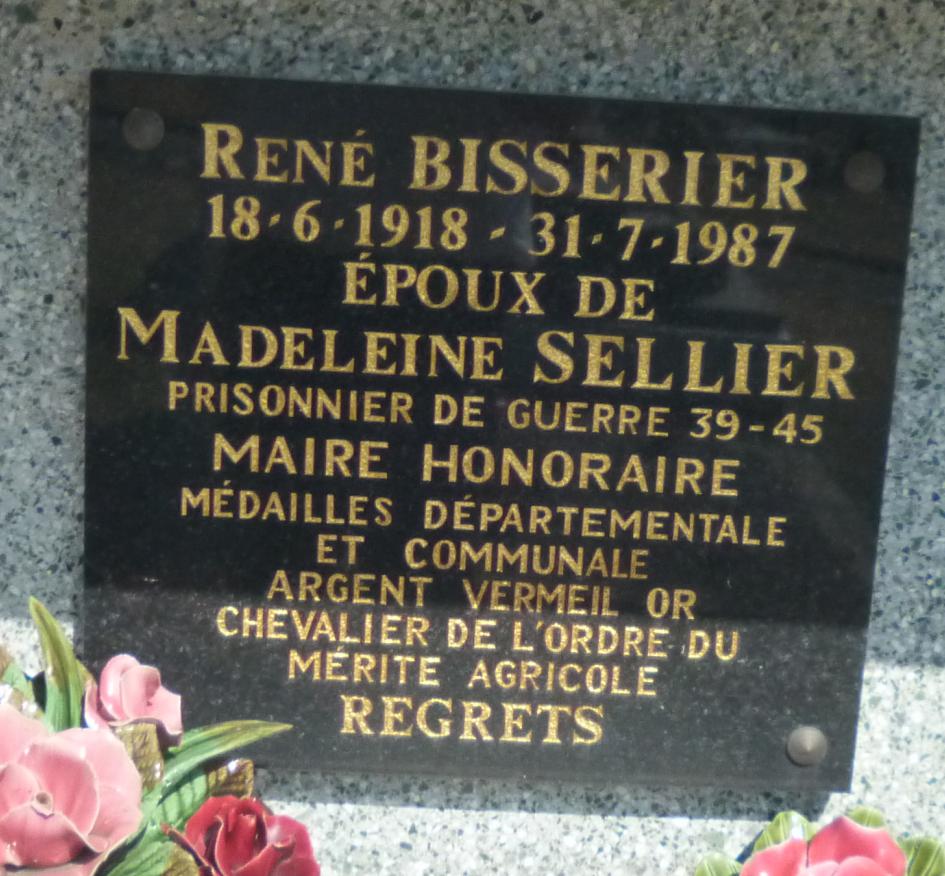 RENÉ BISSERIER
18·6·1918 - 31·7·1987
ÉPOUX DE
MADELEINE SELLIER
PRISONNIER DE GUERRE 39-45
MAIRE HONORAIRE
MÉDAILLES DÉPARTEMENTALE
ET COMMUNALE
ARGENT VERMEIL OR
CHEVALIER DE L'ORDRE DU
MÉRITE AGRICOLE
REGRETS